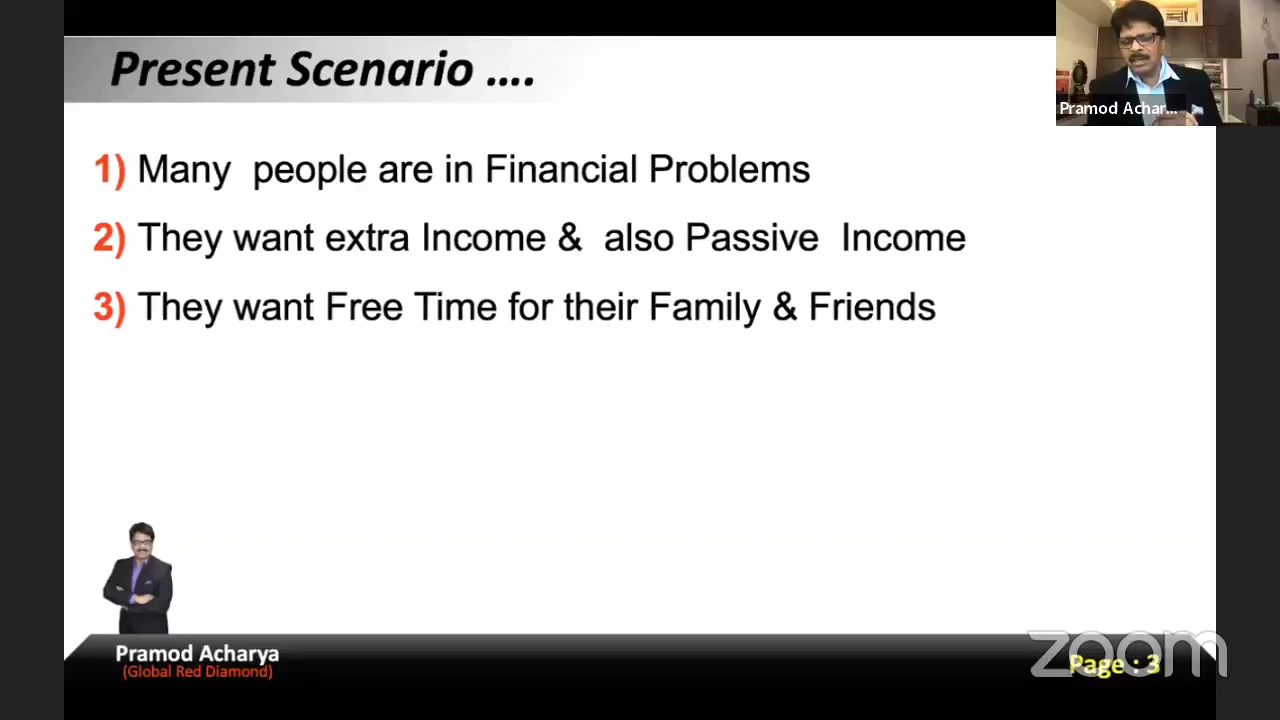 Present Scenario ....
Pramod Achar...
1) Many people are in Financial Problems
2) They want extra Income & also Passive Income
3) They want Free Time for their Family & Friends
Pramod Acharya
(Global Red Diamond)
zoom
Page : 3